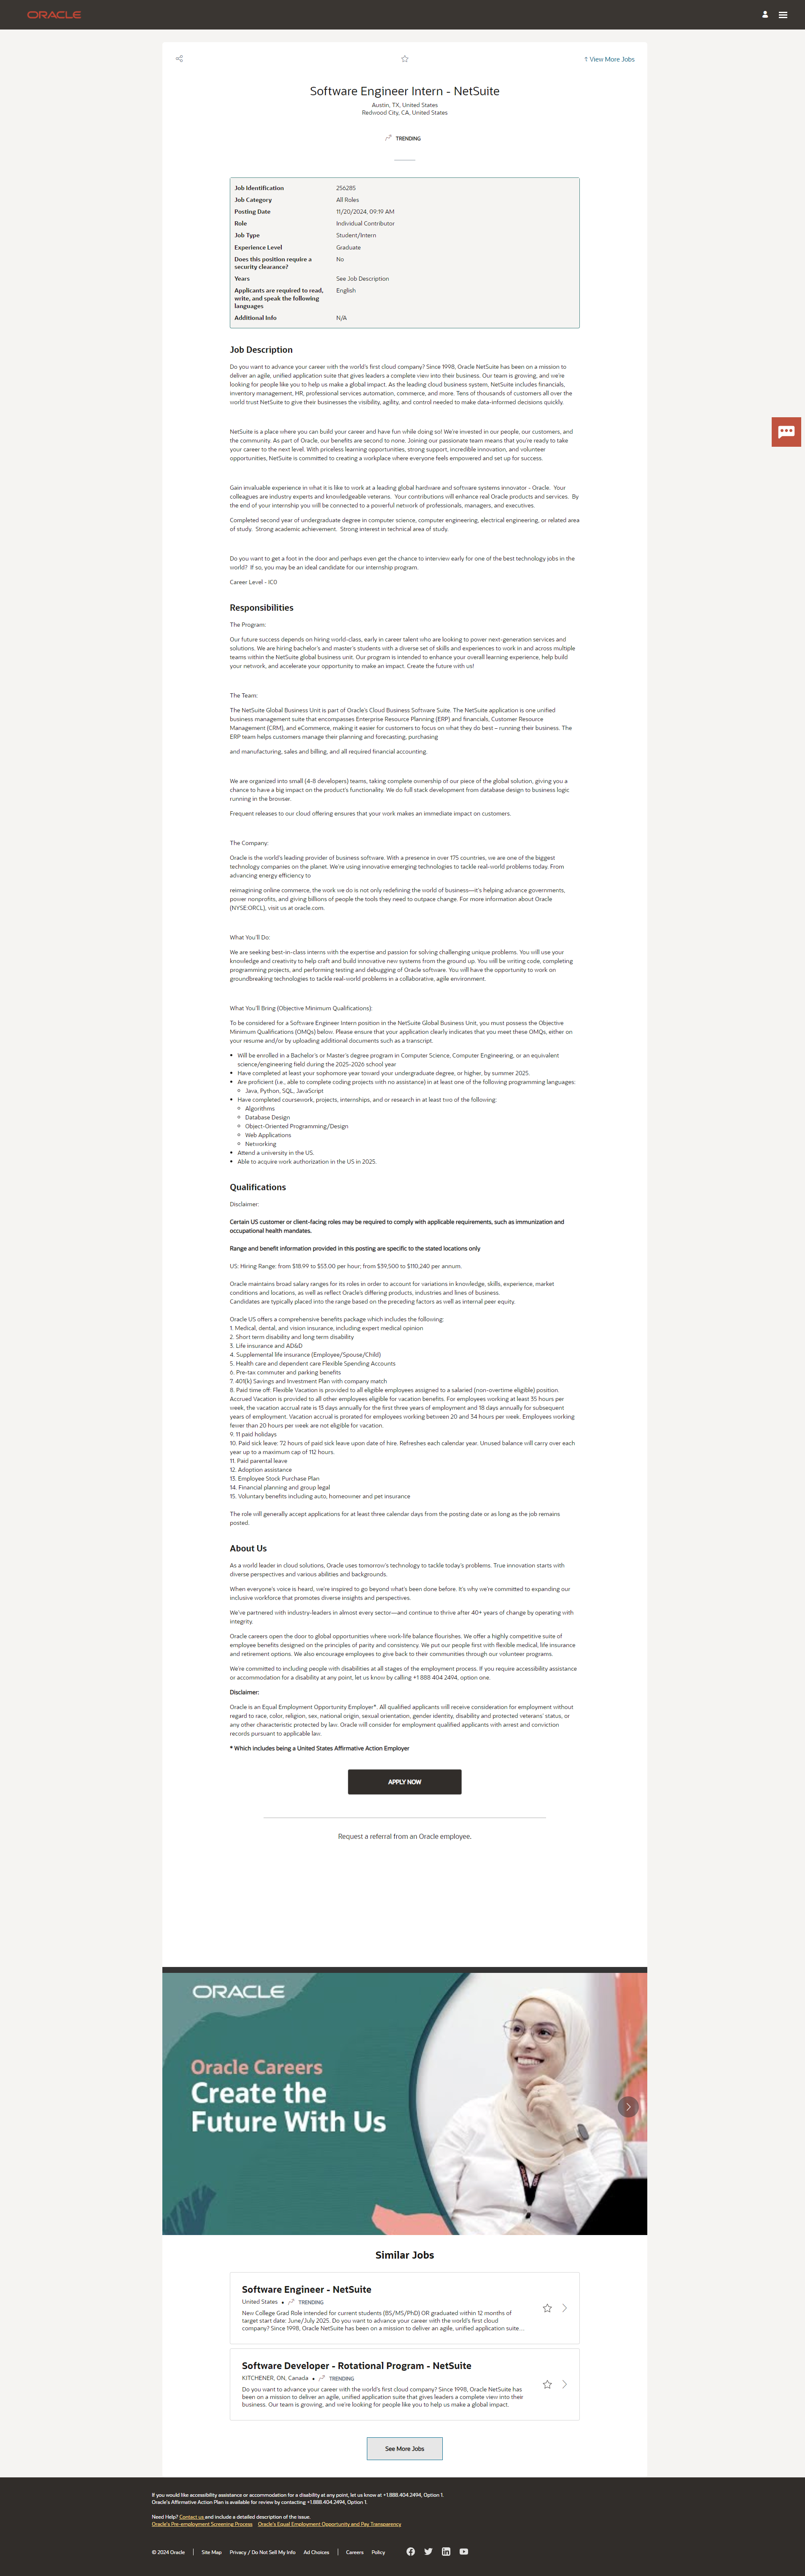 ORACLE
↑ View More Jobs
Software Engineer Intern - NetSuite
Austin, TX, United States
Redwood City, CA, United States
TRENDING
Job Identification 256285
Job Category All Roles
Posting Date 11/20/2024, 09:19 AM
Role Individual Contributor
Job Type Student/Intern
Experience Level Graduate
Does this position require a No
security clearance?
Years See Job Description
Applicants are required to read, English
write, and speak the following
languages
Additional Info N/A
Job Description
Do you want to advance your career with the world's first cloud company? Since 1998, Oracle NetSuite has been on a mission to
deliver an agile, unified application suite that gives leaders a complete view into their business. Our team is growing, and we're
looking for people like you to help us make a global impact. As the leading cloud business system, NetSuite includes financials,
inventory management, HR, professional services automation, commerce, and more. Tens of thousands of customers all over the
world trust NetSuite to give their businesses the visibility, agility, and control needed to make data-informed decisions quickly.
NetSuite is a place where you can build your career and have fun while doing so! We're invested in our people, our customers, and
the community. As part of Oracle, our benefits are second to none. Joining our passionate team means that you're ready to take
your career to the next level. With priceless learning opportunities, strong support, incredible innovation, and volunteer
opportunities, NetSuite is committed to creating a workplace where everyone feels empowered and set up for success.
Gain invaluable experience in what it is like to work at a leading global hardware and software systems innovator - Oracle. Your
colleagues are industry experts and knowledgeable veterans. Your contributions will enhance real Oracle products and services. By
the end of your internship you will be connected to a powerful network of professionals, managers, and executives.
Completed second year of undergraduate degree in computer science, computer engineering, electrical engineering, or related area
of study. Strong academic achievement. Strong interest in technical area of study.
Do you want to get a foot in the door and perhaps even get the chance to interview early for one of the best technology jobs in the
world? If so, you may be an ideal candidate for our internship program.
Career Level - IC0
Responsibilities
The Program:
Our future success depends on hiring world-class, early in career talent who are looking to power next-generation services and
solutions. We are hiring bachelor's and master's students with a diverse set of skills and experiences to work in and across multiple
teams within the NetSuite global business unit. Our program is intended to enhance your overall learning experience, help build
your network, and accelerate your opportunity to make an impact. Create the future with us!
The Team:
The NetSuite Global Business Unit is part of Oracle's Cloud Business Software Suite. The NetSuite application is one unified
business management suite that encompasses Enterprise Resource Planning (ERP) and financials, Customer Resource
Management (CRM), and eCommerce, making it easier for customers to focus on what they do best – running their business. The
ERP team helps customers manage their planning and forecasting, purchasing
and manufacturing, sales and billing, and all required financial accounting.
We are organized into small (4-8 developers) teams, taking complete ownership of our piece of the global solution, giving you a
chance to have a big impact on the product's functionality. We do full stack development from database design to business logic
running in the browser.
Frequent releases to our cloud offering ensures that your work makes an immediate impact on customers.
The Company:
Oracle is the world's leading provider of business software. With a presence in over 175 countries, we are one of the biggest
technology companies on the planet. We're using innovative emerging technologies to tackle real-world problems today. From
advancing energy efficiency to
reimagining online commerce, the work we do is not only redefining the world of business—it's helping advance governments,
power nonprofits, and giving billions of people the tools they need to outpace change. For more information about Oracle
(NYSE:ORCL), visit us at oracle.com.
What You'll Do:
We are seeking best-in-class interns with the expertise and passion for solving challenging unique problems. You will use your
knowledge and creativity to help craft and build innovative new systems from the ground up. You will be writing code, completing
programming projects, and performing testing and debugging of Oracle software. You will have the opportunity to work on
groundbreaking technologies to tackle real-world problems in a collaborative, agile environment.
What You'll Bring (Objective Minimum Qualifications):
To be considered for a Software Engineer Intern position in the NetSuite Global Business Unit, you must possess the Objective
Minimum Qualifications (OMQs) below. Please ensure that your application clearly indicates that you meet these OMQs, either on
your resume and/or by uploading additional documents such as a transcript.
• Will be enrolled in a Bachelor's or Master's degree program in Computer Science, Computer Engineering, or an equivalent
science/engineering field during the 2025-2026 school year
• Have completed at least your sophomore year toward your undergraduate degree, or higher, by summer 2025.
• Are proficient (i.e., able to complete coding projects with no assistance) in at least one of the following programming languages:
Java, Python, SQL, JavaScript
• Have completed coursework, projects, internships, and or research in at least two of the following:
Algorithms
Database Design
Object-Oriented Programming/Design
Web Applications
Networking
• Attend a university in the US.
• Able to acquire work authorization in the US in 2025.
Qualifications
Disclaimer:
Certain US customer or client-facing roles may be required to comply with applicable requirements, such as immunization and
occupational health mandates.
Range and benefit information provided in this posting are specific to the stated locations only
US: Hiring Range: from $18.99 to $53.00 per hour; from $39,500 to $110,240 per annum.
Oracle maintains broad salary ranges for its roles in order to account for variations in knowledge, skills, experience, market
conditions and locations, as well as reflect Oracle's differing products, industries and lines of business.
Candidates are typically placed into the range based on the preceding factors as well as internal peer equity.
Oracle US offers a comprehensive benefits package which includes the following:
1. Medical, dental, and vision insurance, including expert medical opinion
2. Short term disability and long term disability
3. Life insurance and AD&D
4. Supplemental life insurance (Employee/Spouse/Child)
5. Health care and dependent care Flexible Spending Accounts
6. Pre-tax commuter and parking benefits
7. 401(k) Savings and Investment Plan with company match
8. Paid time off: Flexible Vacation is provided to all eligible employees assigned to a salaried (non-overtime eligible) position.
Accrued Vacation is provided to all other employees eligible for vacation benefits. For employees working at least 35 hours per
week, the vacation accrual rate is 13 days annually for the first three years of employment and 18 days annually for subsequent
years of employment. Vacation accrual is prorated for employees working between 20 and 34 hours per week. Employees working
fewer than 20 hours per week are not eligible for vacation.
9. 11 paid holidays
10. Paid sick leave: 72 hours of paid sick leave upon date of hire. Refreshes each calendar year. Unused balance will carry over each
year up to a maximum cap of 112 hours.
11. Paid parental leave
12. Adoption assistance
13. Employee Stock Purchase Plan
14. Financial planning and group legal
15. Voluntary benefits including auto, homeowner and pet insurance
The role will generally accept applications for at least three calendar days from the posting date or as long as the job remains
posted.
About Us
As a world leader in cloud solutions, Oracle uses tomorrow's technology to tackle today's problems. True innovation starts with
diverse perspectives and various abilities and backgrounds.
When everyone's voice is heard, we're inspired to go beyond what's been done before. It's why we're committed to expanding our
inclusive workforce that promotes diverse insights and perspectives.
We've partnered with industry-leaders in almost every sector—and continue to thrive after 40+ years of change by operating with
integrity.
Oracle careers open the door to global opportunities where work-life balance flourishes. We offer a highly competitive suite of
employee benefits designed on the principles of parity and consistency. We put our people first with flexible medical, life insurance
and retirement options. We also encourage employees to give back to their communities through our volunteer programs.
We're committed to including people with disabilities at all stages of the employment process. If you require accessibility assistance
or accommodation for a disability at any point, let us know by calling +1 888 404 2494, option one.
Disclaimer:
Oracle is an Equal Employment Opportunity Employer*. All qualified applicants will receive consideration for employment without
regard to race, color, religion, sex, national origin, sexual orientation, gender identity, disability and protected veterans' status, or
any other characteristic protected by law. Oracle will consider for employment qualified applicants with arrest and conviction
records pursuant to applicable law.
* Which includes being a United States Affirmative Action Employer
APPLY NOW
Request a referral from an Oracle employee.
ORACLE
Oracle Careers
Create the
Future With Us
Similar Jobs
Software Engineer - NetSuite
United States • TRENDING
New College Grad Role intended for current students (BS/MS/PhD) OR graduated within 12 months of
target start date: June/July 2025. Do you want to advance your career with the world's first cloud
company? Since 1998, Oracle NetSuite has been on a mission to deliver an agile, unified application suite...
Software Developer - Rotational Program - NetSuite
KITCHENER, ON, Canada • TRENDING
Do you want to advance your career with the world's first cloud company? Since 1998, Oracle NetSuite has
been on a mission to deliver an agile, unified application suite that gives leaders a complete view into their
business. Our team is growing, and we're looking for people like you to help us make a global impact.
See More Jobs
If you would like accessibility assistance or accommodation for a disability at any point, let us know at +1.888.404.2494, Option 1.
Oracle's Affirmative Action Plan is available for review by contacting +1.888.404.2494, Option 1.
Need Help? Contact us and include a detailed description of the issue.
Oracle's Pre-employment Screening Process Oracle's Equal Employment Opportunity and Pay Transparency
© 2024 Oracle | Site Map Privacy / Do Not Sell My Info Ad Choices | Careers Policy